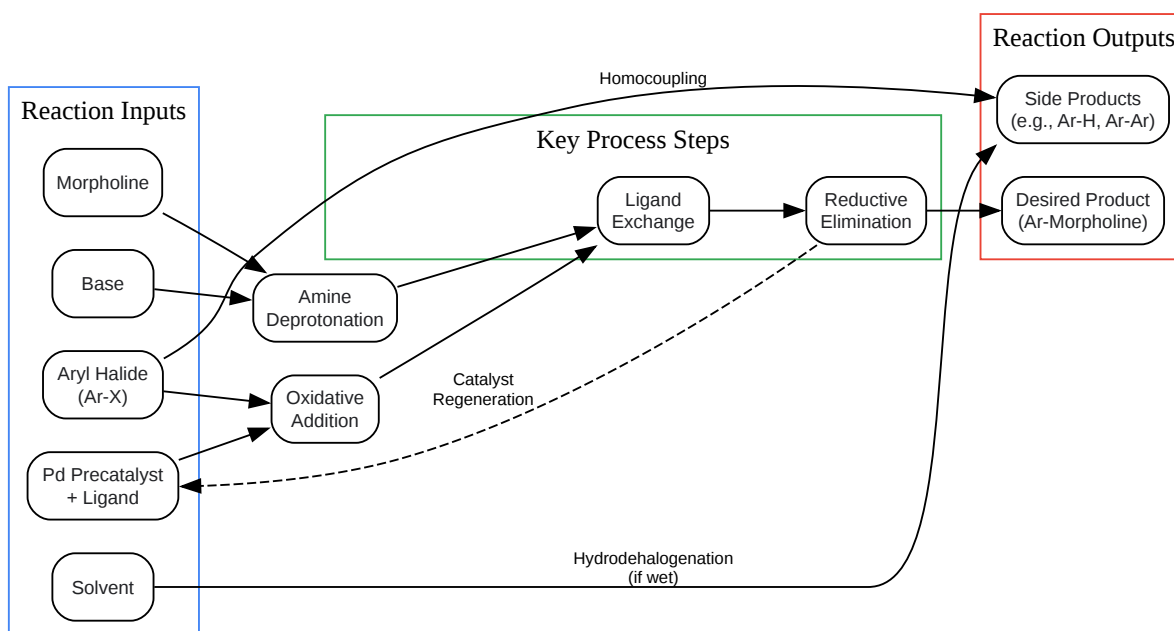 Reaction Inputs
Morpholine
Base
Aryl Halide
(Ar-X)
Pd Precatalyst
+ Ligand
Solvent
Amine
Deprotonation
Oxidative
Addition
Key Process Steps
Ligand
Exchange
Reductive
Elimination
Homocoupling
Catalyst
Regeneration
Hydrodehalogenation
(if wet)
Reaction Outputs
Side Products
(e.g., Ar-H, Ar-Ar)
Desired Product
(Ar-Morpholine)